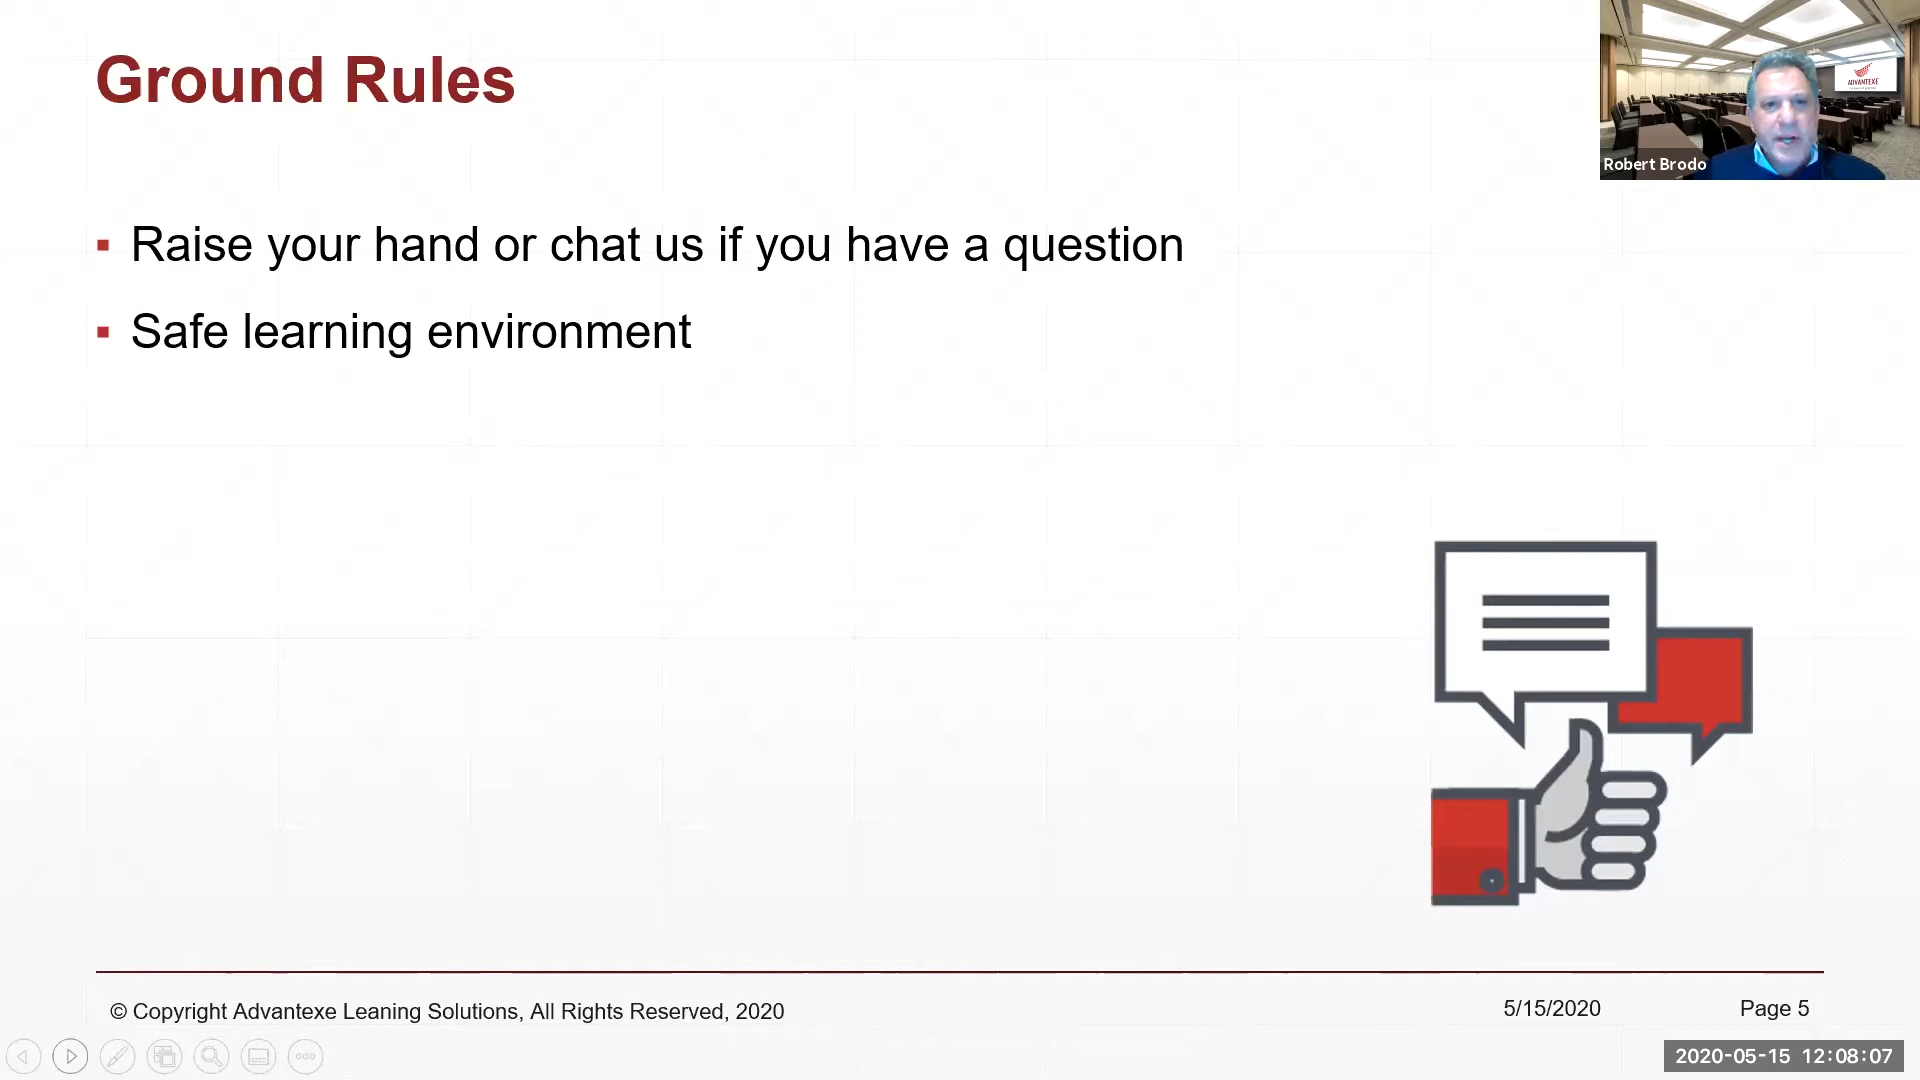 Ground Rules
ADVANTEXE
Robert Brodo
Raise your hand or chat us if you have a question
Safe learning environment
© Copyright Advantexe Leaning Solutions, All Rights Reserved, 2020
5/15/2020
Page 5
2020-05-15 12:08:07